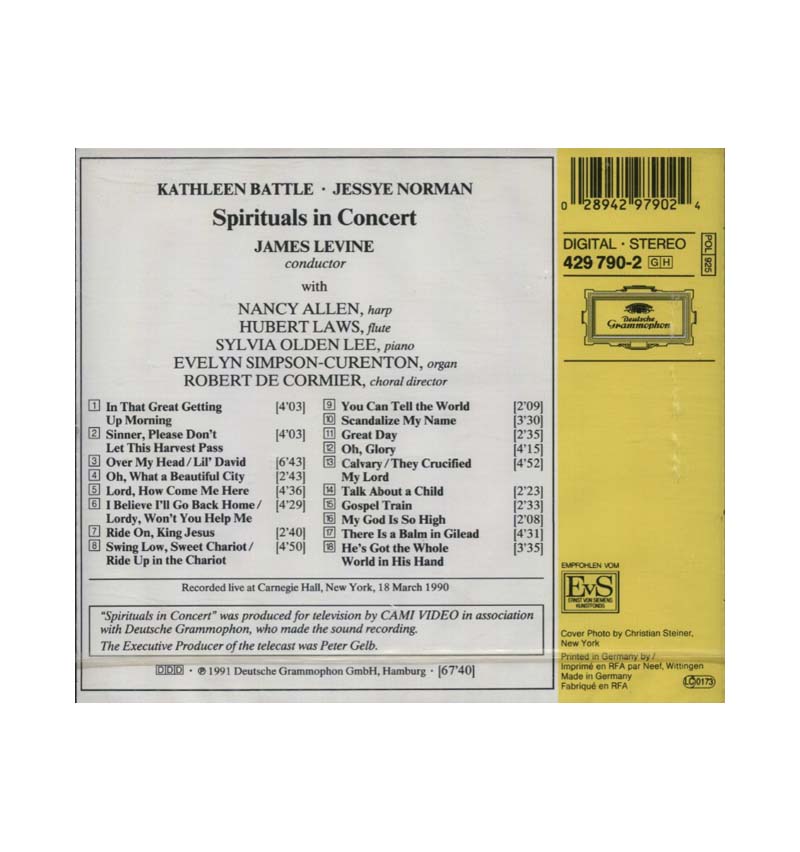 KATHLEEN BATTLE · JESSYE NORMAN
Spirituals in Concert
JAMES LEVINE
conductor
with
NANCY ALLEN, harp
HUBERT LAWS, flute
SYLVIA OLDEN LEE, piano
EVELYN SIMPSON-CURENTON, organ
ROBERT DE CORMIER, choral director
1 In That Great Getting [4'03]
Up Morning
2 Sinner, Please Don't [4'03]
Let This Harvest Pass
3 Over My Head / Lil' David [6'43]
4 Oh, What a Beautiful City [2'43]
5 Lord, How Come Me Here [4'36]
6 I Believe I'll Go Back Home / [4'29]
Lordy, Won't You Help Me
7 Ride On, King Jesus [2'40]
8 Swing Low, Sweet Chariot / [4'50]
Ride Up in the Chariot
9 You Can Tell the World [2'09]
10 Scandalize My Name [3'30]
11 Great Day [2'35]
12 Oh, Glory [4'15]
13 Calvary / They Crucified [4'52]
My Lord
14 Talk About a Child [2'23]
15 Gospel Train [2'33]
16 My God Is So High [2'08]
17 There Is a Balm in Gilead [4'31]
18 He's Got the Whole [3'35]
World in His Hand
Recorded live at Carnegie Hall, New York, 18 March 1990
"Spirituals in Concert" was produced for television by CAMI VIDEO in association
with Deutsche Grammophon, who made the sound recording.
The Executive Producer of the telecast was Peter Gelb.
DDD · ℗ 1991 Deutsche Grammophon GmbH, Hamburg · [67'40]
0 28942 97902 4
DIGITAL · STEREO
429 790-2 GH
POL 925
Deutsche
Grammophon
EMPFOHLEN VOM
EvS
ERNST VON SIEMENS
KUNSTFONDS
Cover Photo by Christian Steiner,
New York
Printed in Germany by /
Imprimé en RFA par Neef, Wittingen
Made in Germany
Fabriqué en RFA
LC 0173